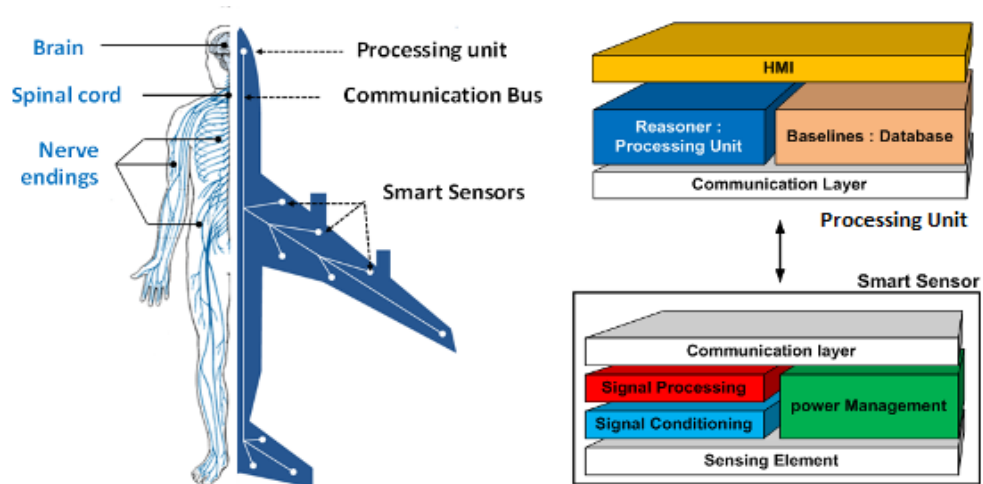 Brain
Spinal cord
Nerve
endings
Processing unit
Communication Bus
Smart Sensors
HMI
Reasoner :
Processing Unit
Baselines : Database
Communication Layer
Processing Unit
Smart Sensor
Communication layer
Signal Processing
Signal Conditioning
power Management
Sensing Element